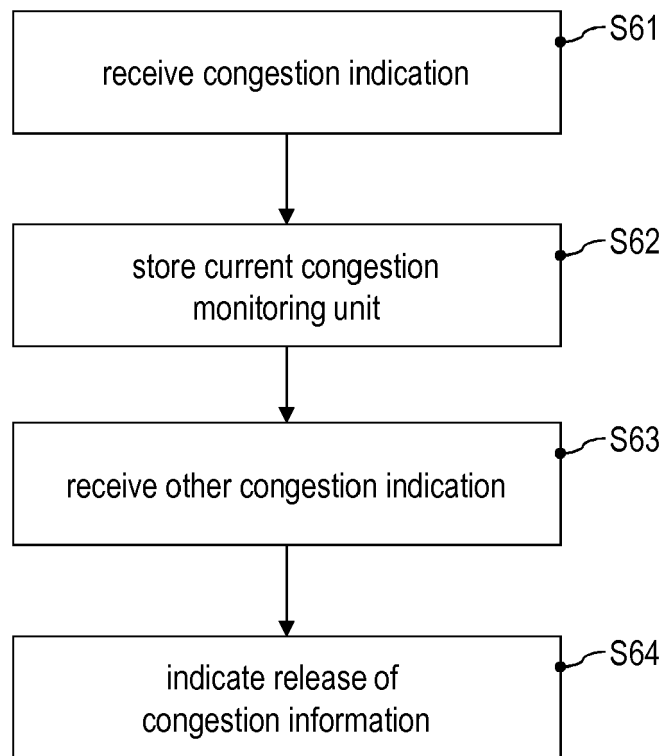 receive congestion indication
S61
store current congestion
monitoring unit
S62
receive other congestion indication
S63
indicate release of
congestion information
S64